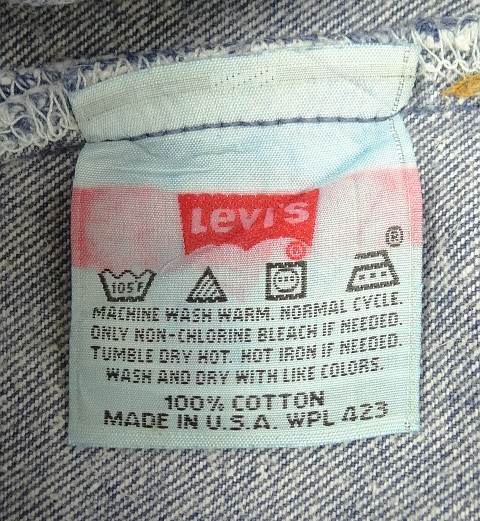 Levi's ®
®
105°F
MACHINE WASH WARM. NORMAL CYCLE.
ONLY NON-CHLORINE BLEACH IF NEEDED.
TUMBLE DRY HOT. HOT IRON IF NEEDED.
WASH AND DRY WITH LIKE COLORS.
100% COTTON
MADE IN U.S.A. WPL 423